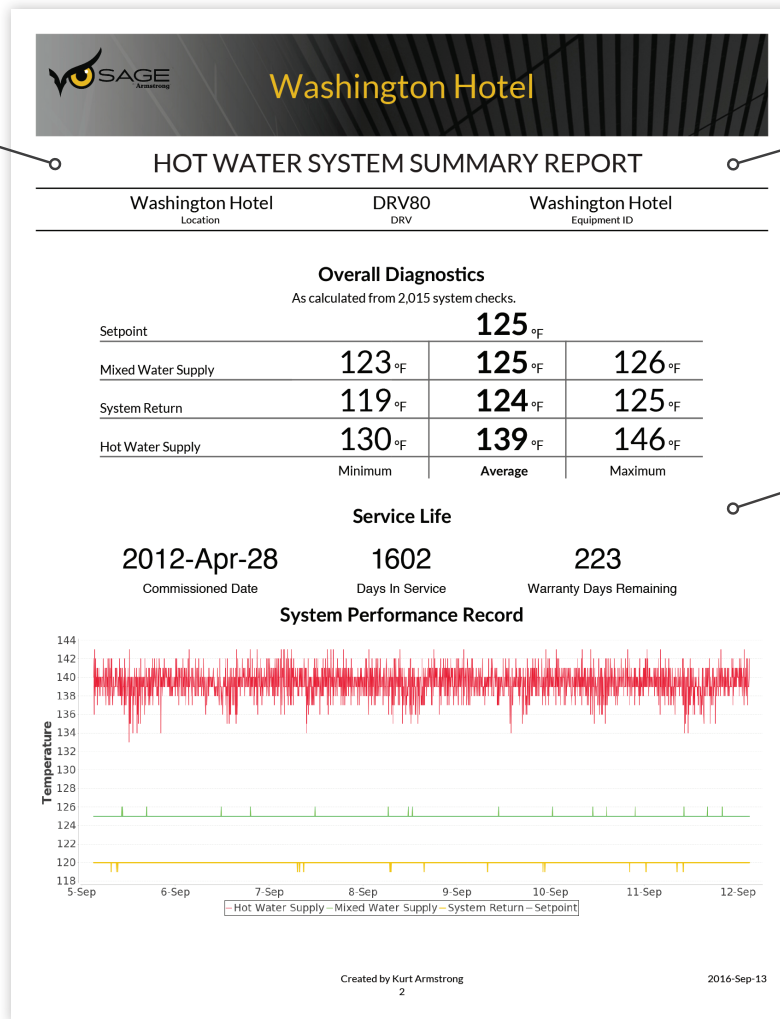 SAGE
Armstrong
Washington Hotel
HOT WATER SYSTEM SUMMARY REPORT
Washington Hotel DRV80 Washington Hotel
Location DRV Equipment ID
Overall Diagnostics
As calculated from 2,015 system checks.
Setpoint 125 °F
Mixed Water Supply 123 °F 125 °F 126 °F
System Return 119 °F 124 °F 125 °F
Hot Water Supply 130 °F 139 °F 146 °F
Minimum Average Maximum
Service Life
2012-Apr-28 1602 223
Commissioned Date Days In Service Warranty Days Remaining
System Performance Record
Temperature
144
142
140
138
136
134
132
130
128
126
124
122
120
118
5-Sep 6-Sep 7-Sep 8-Sep 9-Sep 10-Sep 11-Sep 12-Sep
Hot Water Supply Mixed Water Supply System Return Setpoint
Created by Kurt Armstrong 2016-Sep-13
2